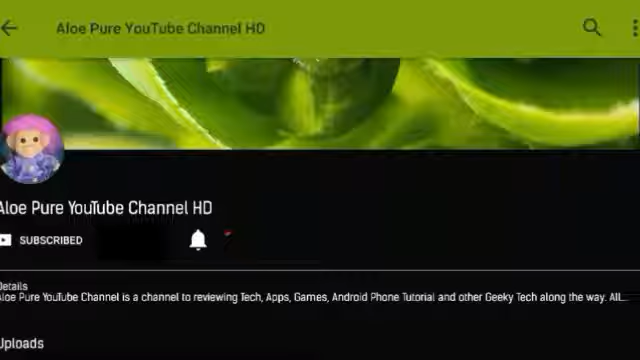 Aloe Pure YouTube Channel HD
Aloe Pure YouTube Channel HD
SUBSCRIBED
Details
Aloe Pure YouTube Channel is a channel to reviewing Tech, Apps, Games, Android Phone Tutorial and other Geeky Tech along the way. All...
Uploads